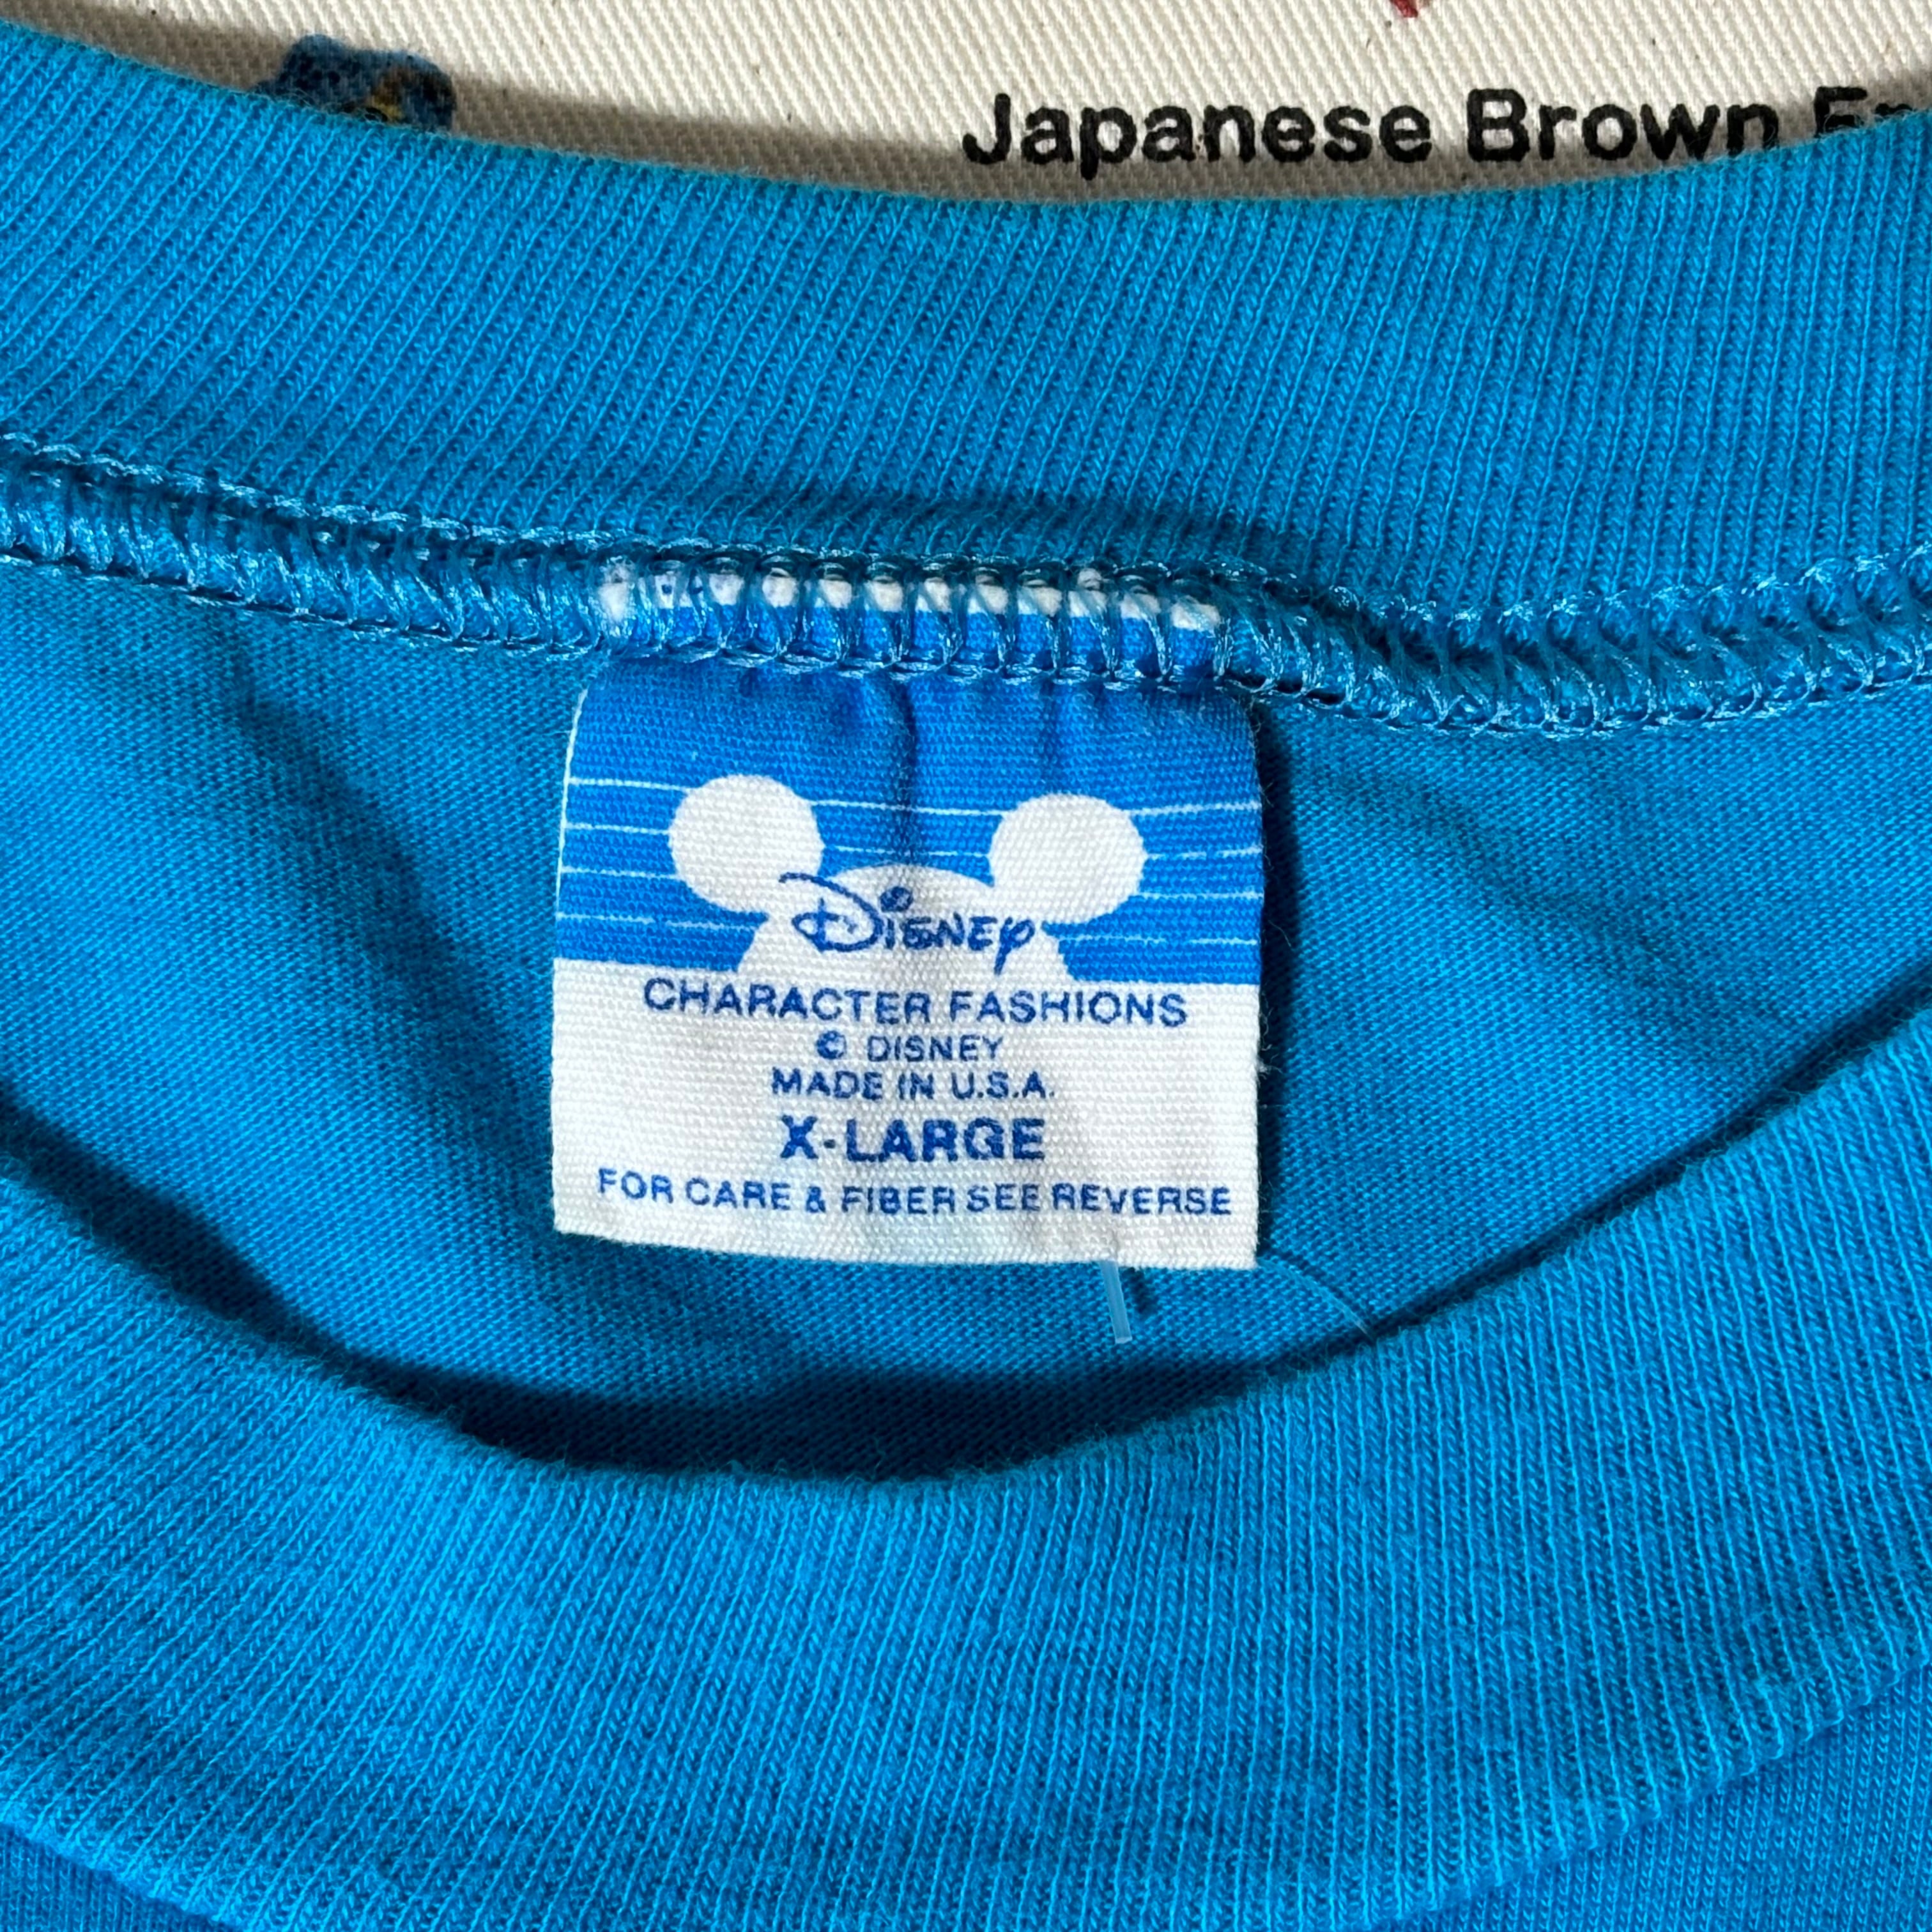 Japanese Brown
Disney
CHARACTER FASHIONS
© DISNEY
MADE IN U.S.A.
X-LARGE
FOR CARE & FIBER SEE REVERSE